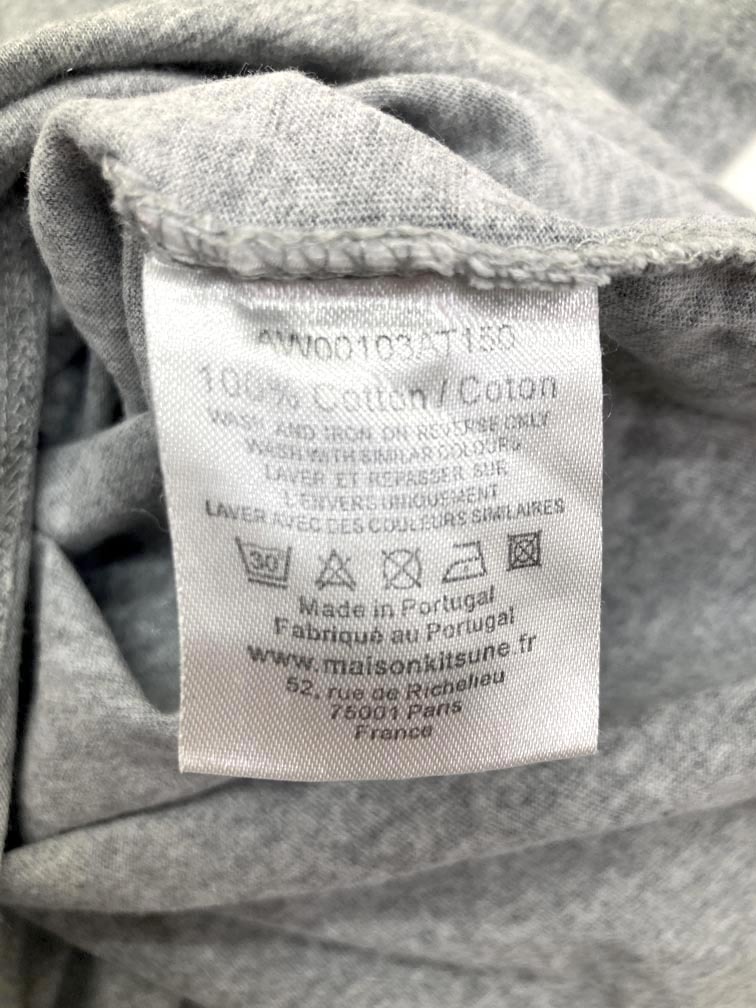 AW00103AT150
100% Cotton / Coton
WASH AND IRON ON REVERSE ONLY
WASH WITH SIMILAR COLOURS
LAVER ET REPASSER SUR
L'ENVERS UNIQUEMENT
LAVER AVEC DES COULEURS SIMILAIRES
30°
Made in Portugal
Fabriqué au Portugal
www.maisonkitsune.fr
52, rue de Richelieu
75001 Paris
France